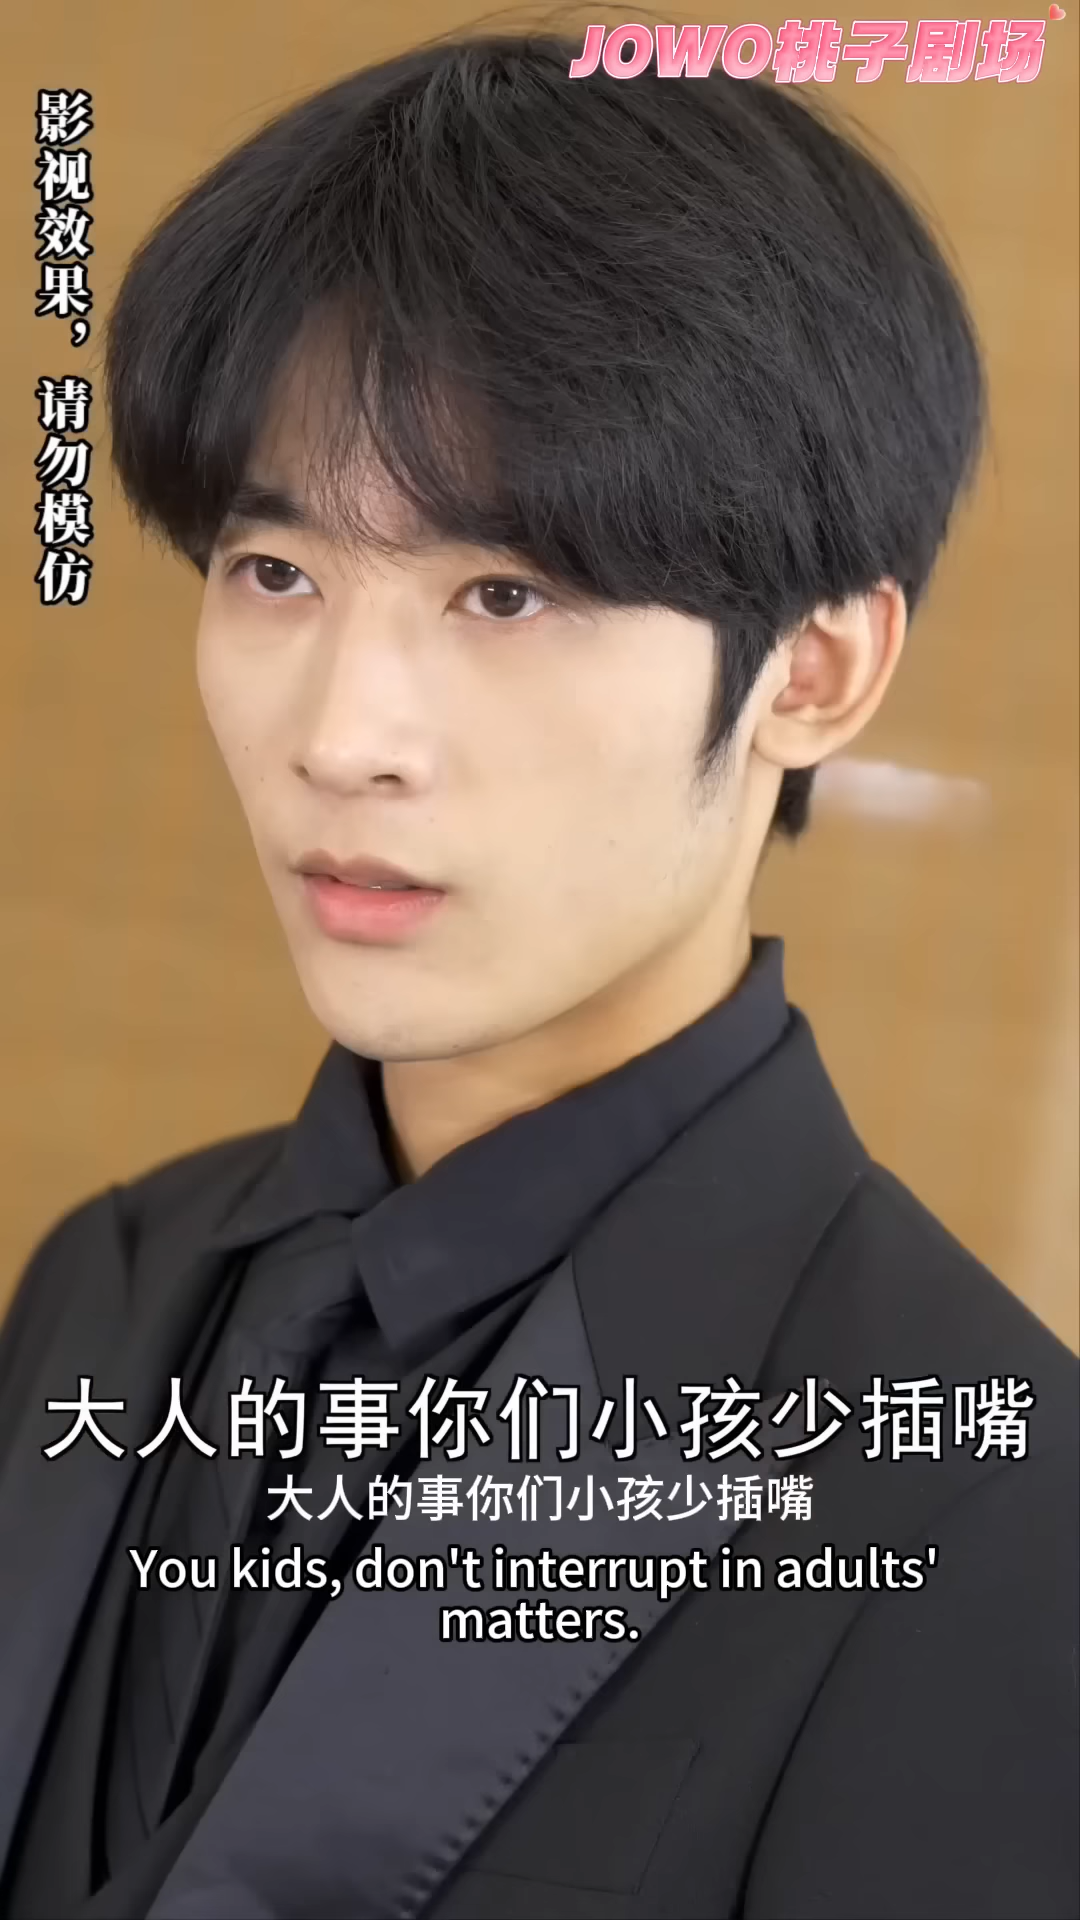 JOWO桃子剧场
影视效果，请勿模仿
大人的事你们小孩少插嘴
大人的事你们小孩少插嘴
You kids, don't interrupt in adults'
matters.